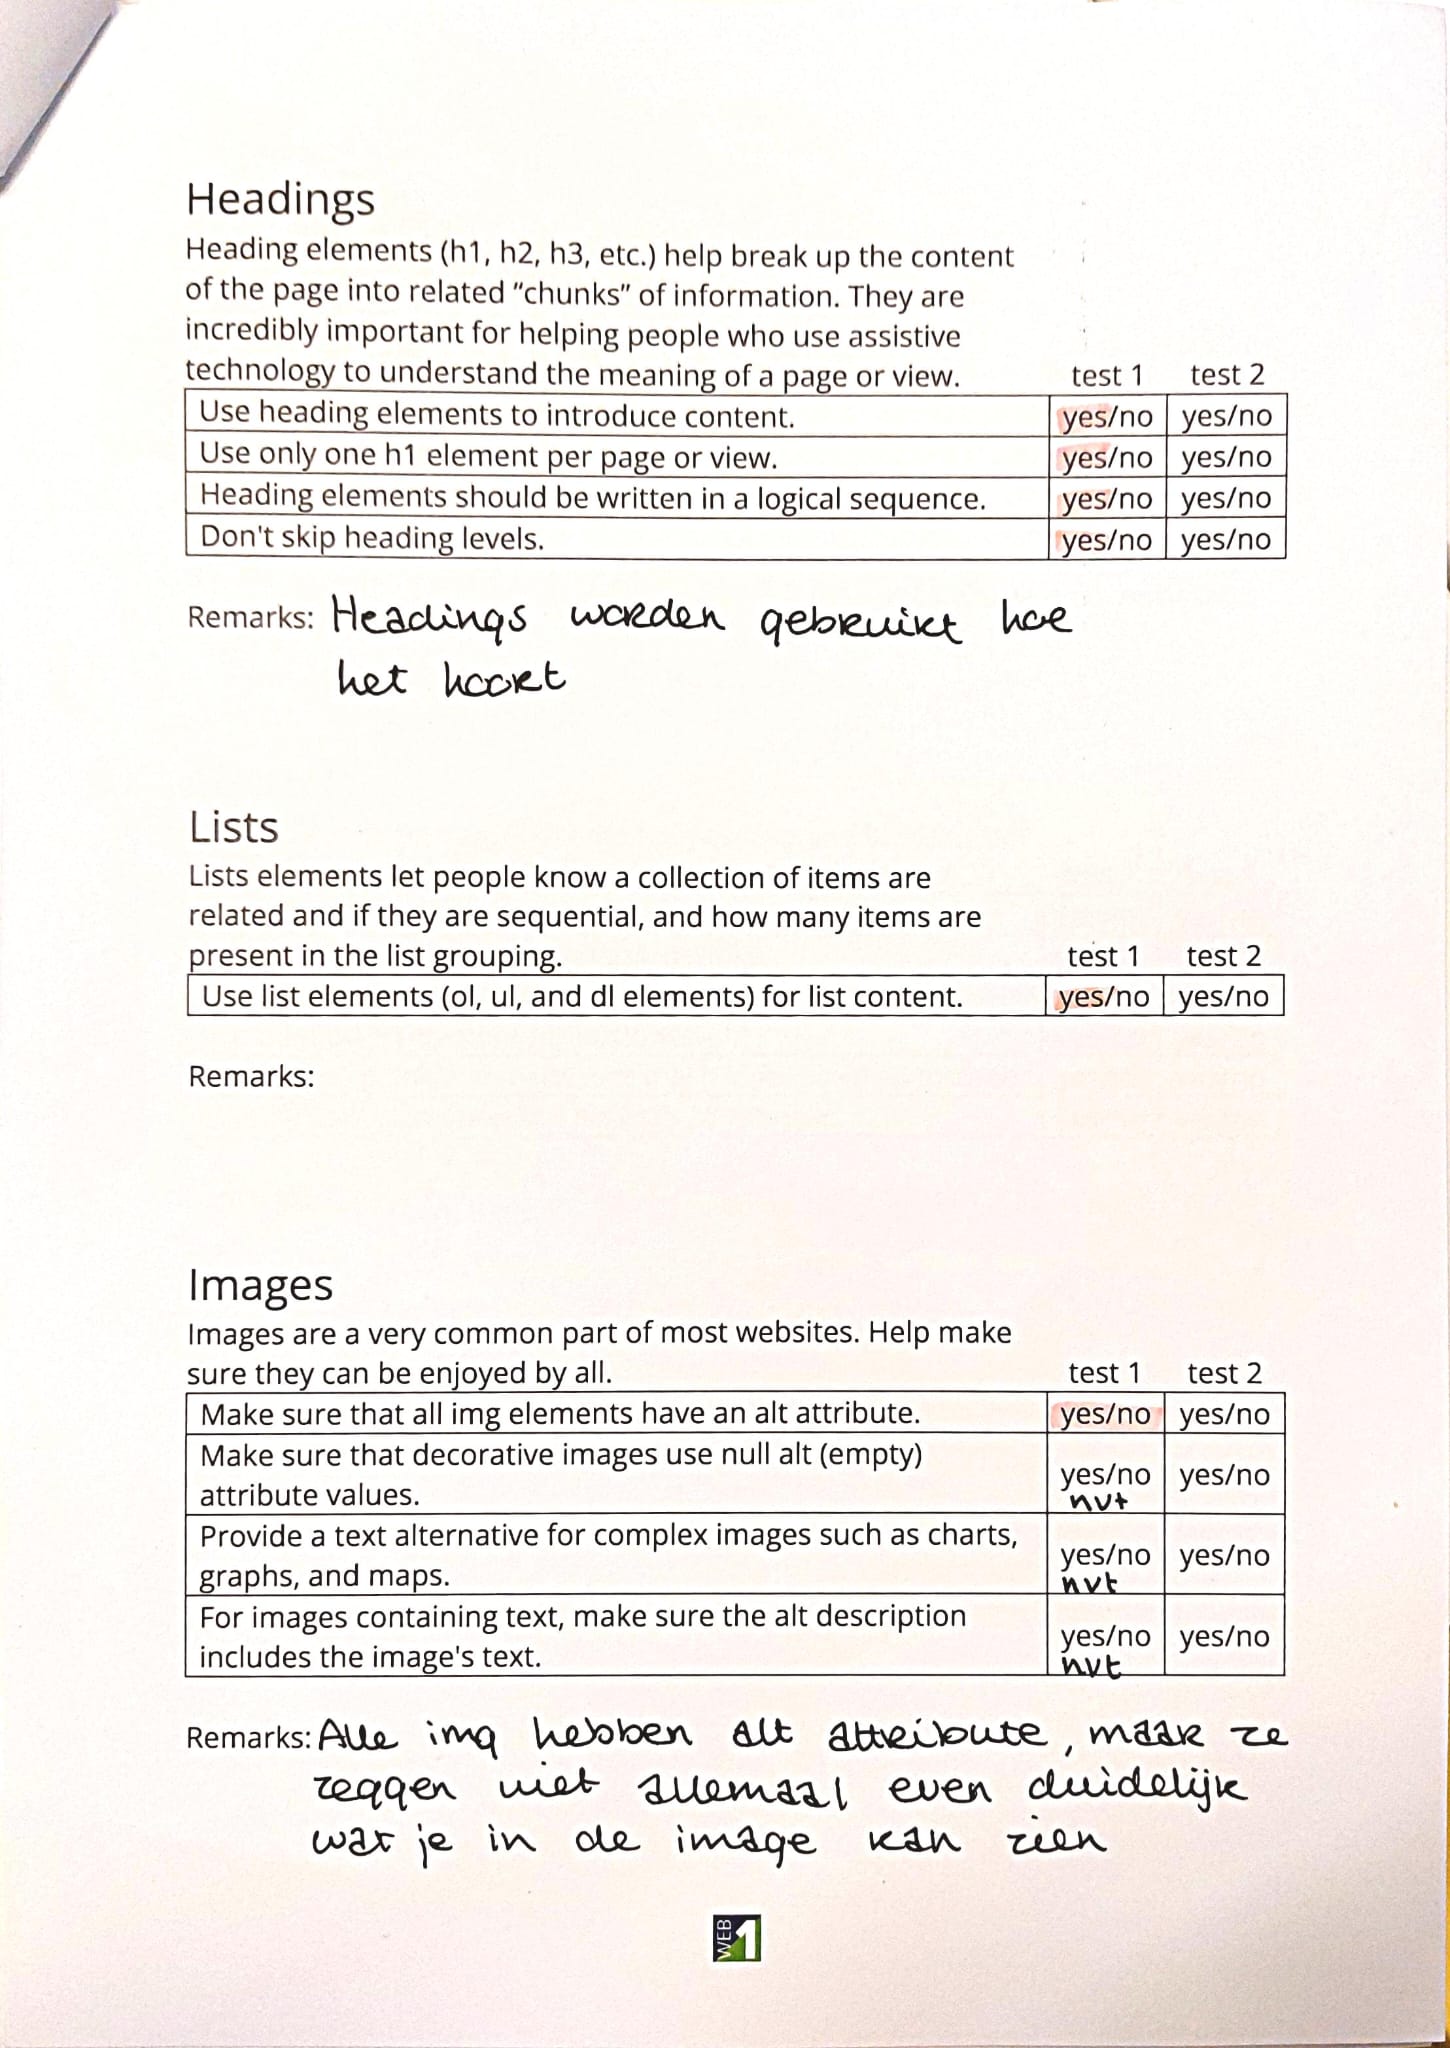 Headings
Heading elements (h1, h2, h3, etc.) help break up the content
of the page into related "chunks" of information. They are
incredibly important for helping people who use assistive
technology to understand the meaning of a page or view. test 1 test 2
Use heading elements to introduce content. yes/no yes/no
Use only one h1 element per page or view. yes/no yes/no
Heading elements should be written in a logical sequence. yes/no yes/no
Don't skip heading levels. yes/no yes/no
Remarks: Headings worden gebruikt hoe
het hoort
Lists
Lists elements let people know a collection of items are
related and if they are sequential, and how many items are
present in the list grouping. test 1 test 2
Use list elements (ol, ul, and dl elements) for list content. yes/no yes/no
Remarks:
Images
Images are a very common part of most websites. Help make
sure they can be enjoyed by all. test 1 test 2
Make sure that all img elements have an alt attribute. yes/no yes/no
Make sure that decorative images use null alt (empty)
attribute values. yes/no yes/no
nvt
Provide a text alternative for complex images such as charts,
graphs, and maps. yes/no yes/no
nvt
For images containing text, make sure the alt description
includes the image's text. yes/no yes/no
nvt
Remarks: Alle img hebben alt attribute, maar ze
zeggen niet allemaal even duidelijk
wat je in de image kan zien
WEB 1